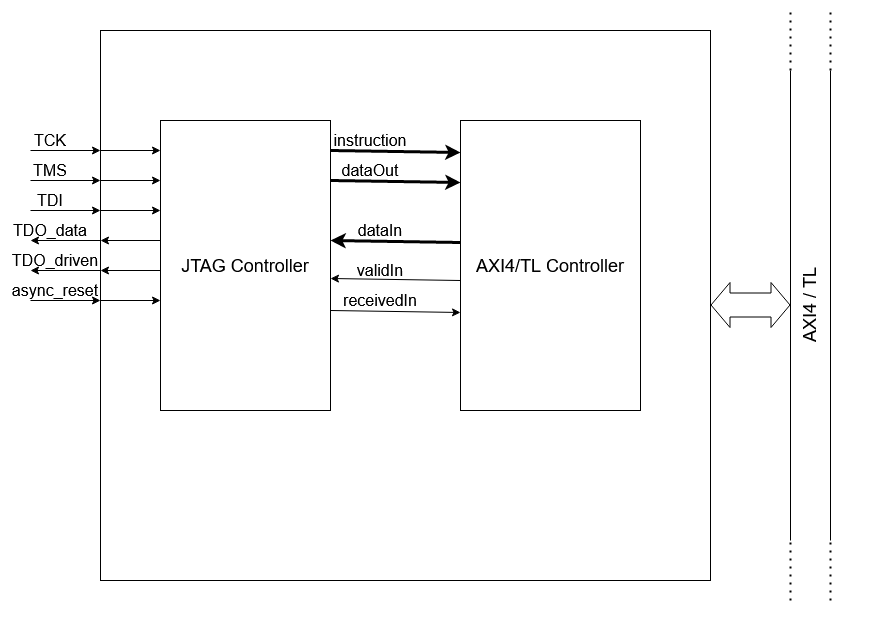 TCK
TMS
TDI
TDO_data
TDO_driven
async_reset
JTAG Controller
instruction
dataOut
dataIn
validIn
receivedIn
AXI4/TL Controller
AXI4 / TL